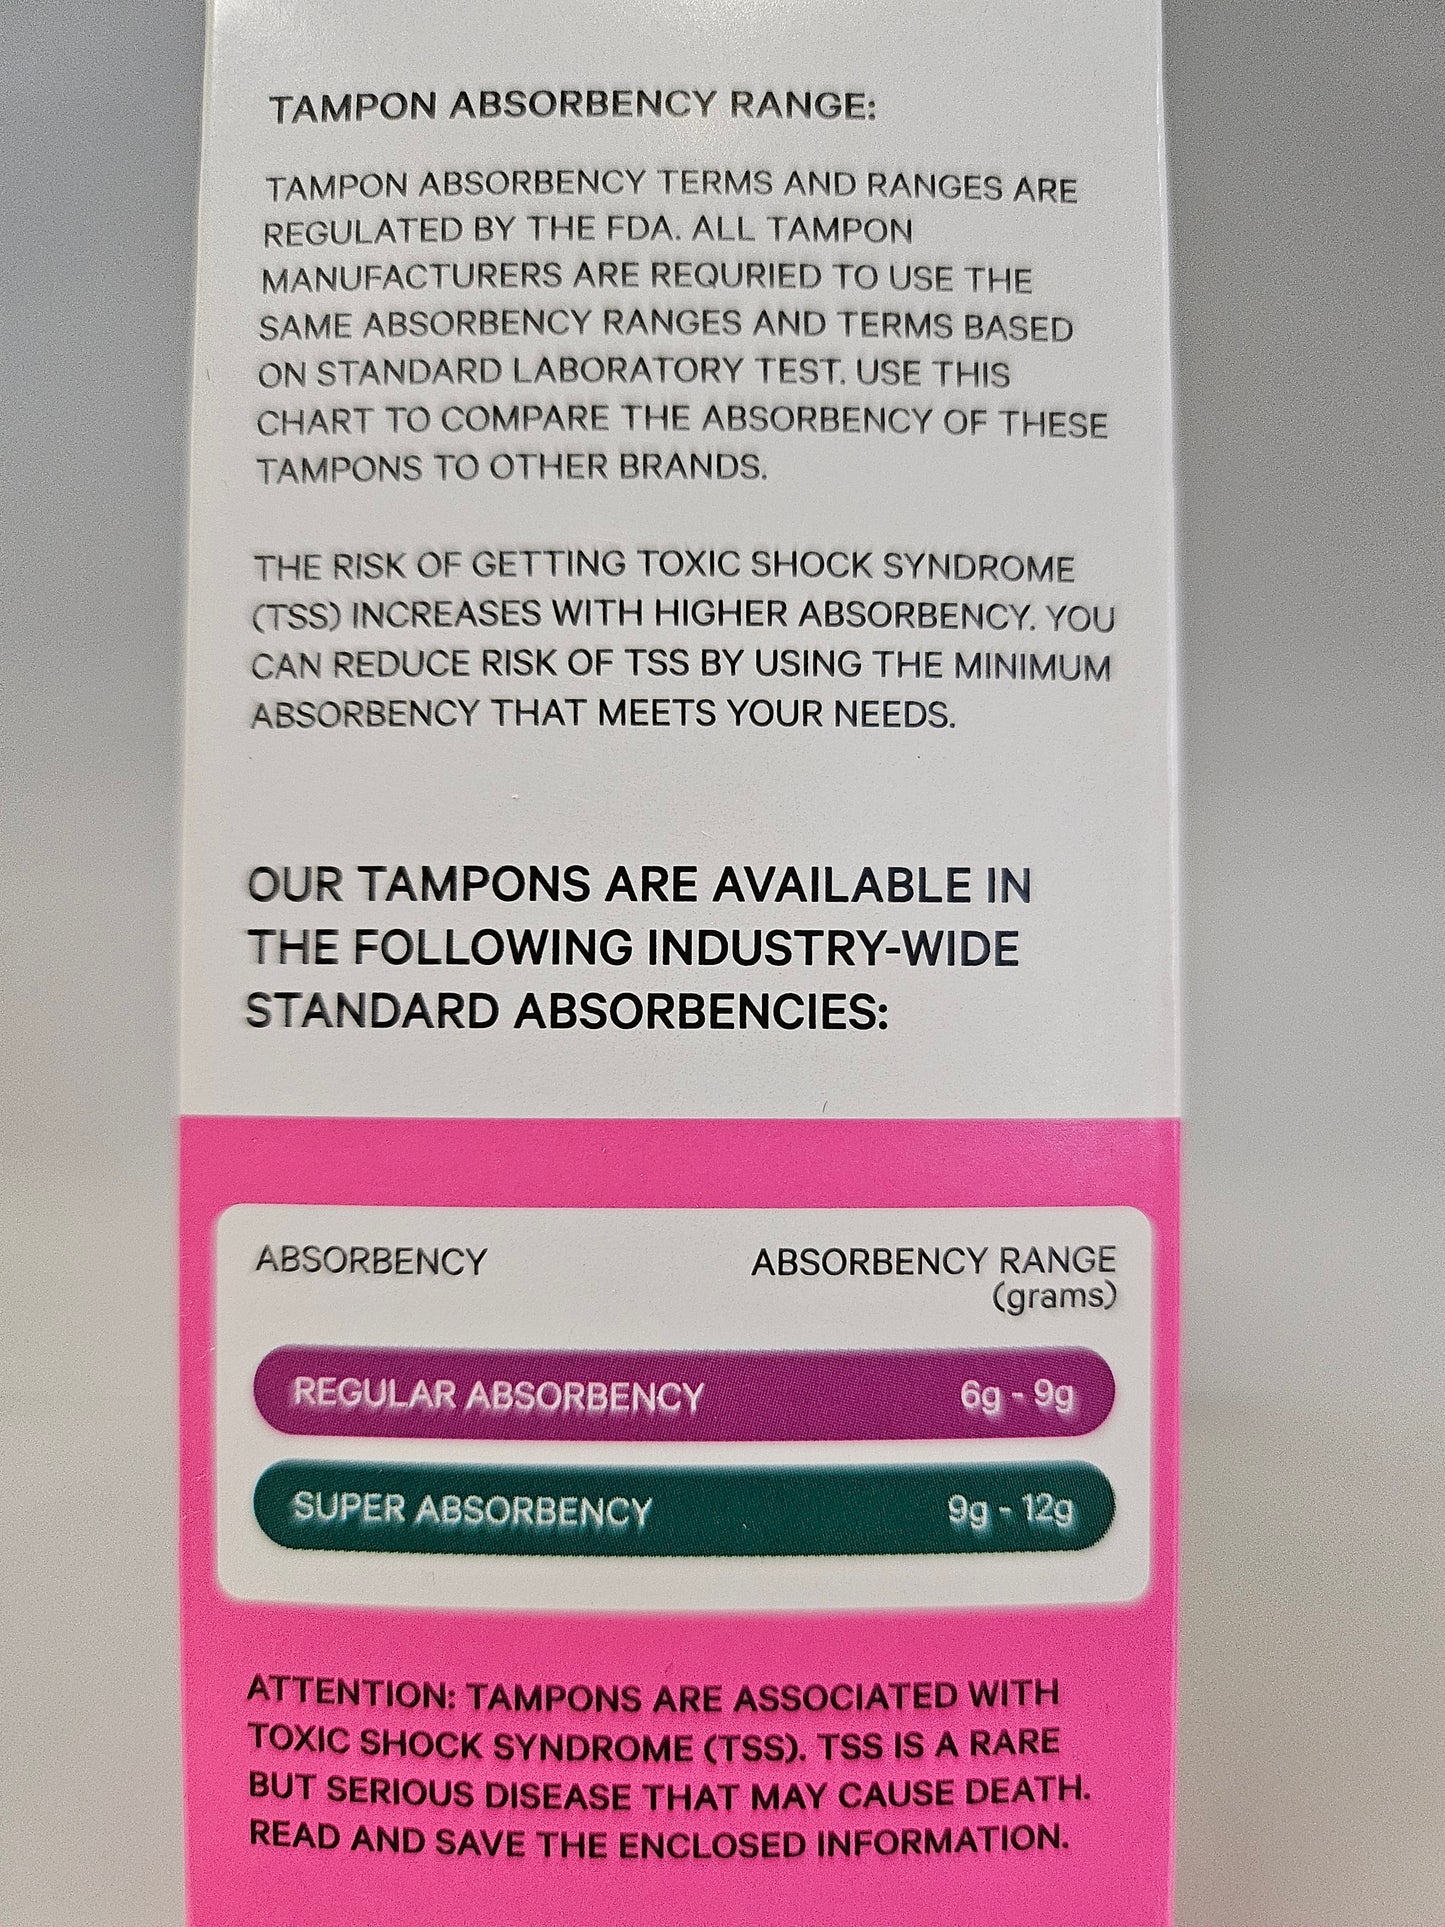 TAMPON ABSORBENCY RANGE:
TAMPON ABSORBENCY TERMS AND RANGES ARE
REGULATED BY THE FDA. ALL TAMPON
MANUFACTURERS ARE REQURIED TO USE THE
SAME ABSORBENCY RANGES AND TERMS BASED
ON STANDARD LABORATORY TEST. USE THIS
CHART TO COMPARE THE ABSORBENCY OF THESE
TAMPONS TO OTHER BRANDS.
THE RISK OF GETTING TOXIC SHOCK SYNDROME
(TSS) INCREASES WITH HIGHER ABSORBENCY. YOU
CAN REDUCE RISK OF TSS BY USING THE MINIMUM
ABSORBENCY THAT MEETS YOUR NEEDS.
OUR TAMPONS ARE AVAILABLE IN
THE FOLLOWING INDUSTRY-WIDE
STANDARD ABSORBENCIES:
ABSORBENCY ABSORBENCY RANGE
(grams)
REGULAR ABSORBENCY 6g - 9g
SUPER ABSORBENCY 9g - 12g
ATTENTION: TAMPONS ARE ASSOCIATED WITH
TOXIC SHOCK SYNDROME (TSS). TSS IS A RARE
BUT SERIOUS DISEASE THAT MAY CAUSE DEATH.
READ AND SAVE THE ENCLOSED INFORMATION.